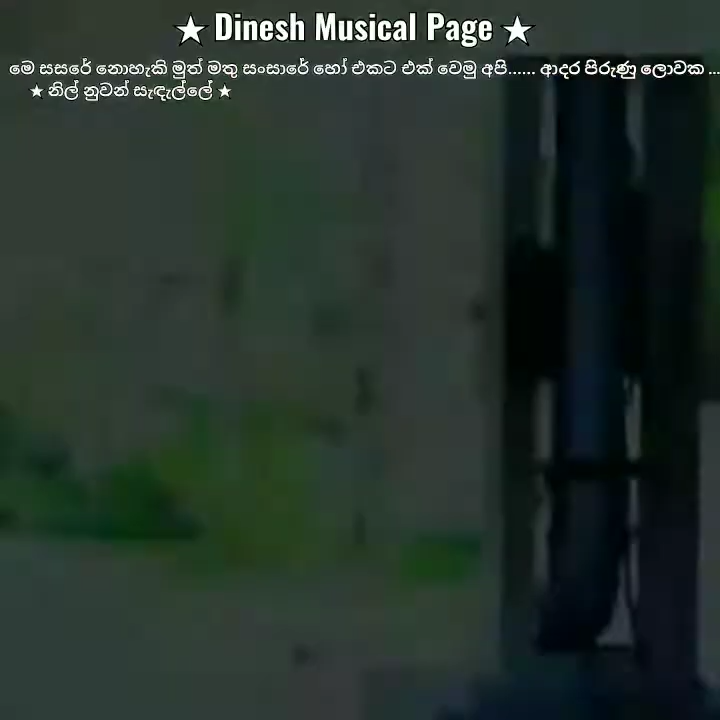 ★ Dinesh Musical Page ★
මෙ සසරේ නොහැකි මුත් මතු සංසාරේ හෝ එකට එක් වෙමු අපි...... ආදර පිරුණු ලොවක ...
★ නිල් නුවන් සැඳැල්ලේ ★